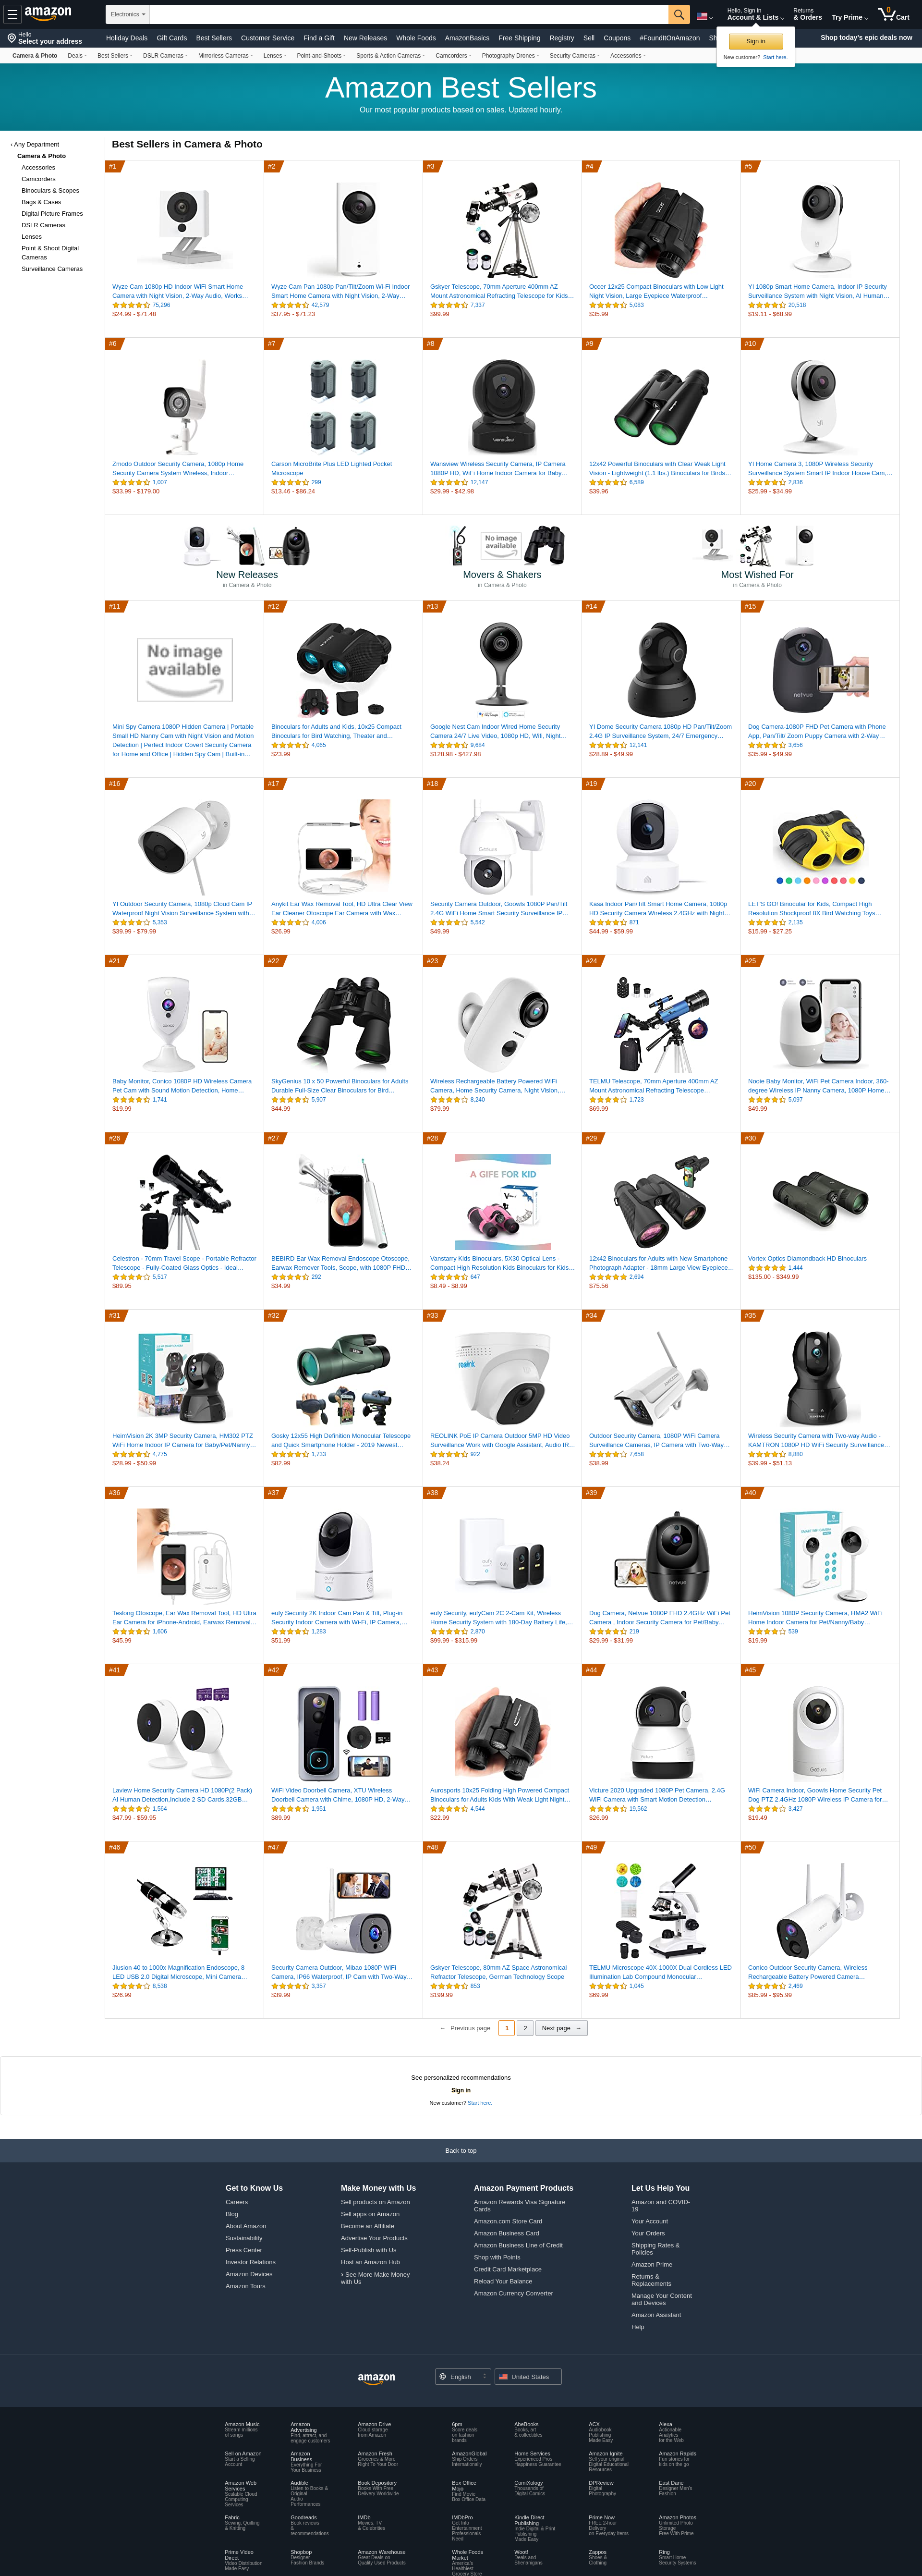 Hello
Select your address
amazon
Electronics
Hello, Sign in
Account & Lists
Returns
& Orders
Try Prime
0
Cart
Holiday Deals Gift Cards Best Sellers Customer Service Find a Gift New Releases Whole Foods AmazonBasics Free Shipping Registry Sell Coupons #FoundItOnAmazon Sh
Shop today's epic deals now
Sign in
New customer? Start here.
Camera & Photo Deals Best Sellers DSLR Cameras Mirrorless Cameras Lenses Point-and-Shoots Sports & Action Cameras Camcorders Photography Drones Security Cameras Accessories
Amazon Best Sellers
Our most popular products based on sales. Updated hourly.
‹ Any Department
Camera & Photo
Accessories
Camcorders
Binoculars & Scopes
Bags & Cases
Digital Picture Frames
DSLR Cameras
Lenses
Point & Shoot Digital
Cameras
Surveillance Cameras
Best Sellers in Camera & Photo
#1
Wyze Cam 1080p HD Indoor WiFi Smart Home
Camera with Night Vision, 2-Way Audio, Works…
75,296
$24.99 - $71.48
#2
Wyze Cam Pan 1080p Pan/Tilt/Zoom Wi-Fi Indoor
Smart Home Camera with Night Vision, 2-Way…
42,579
$37.95 - $71.23
#3
Gskyer Telescope, 70mm Aperture 400mm AZ
Mount Astronomical Refracting Telescope for Kids…
7,337
$99.99
#4
Occer 12x25 Compact Binoculars with Low Light
Night Vision, Large Eyepiece Waterproof…
5,083
$35.99
#5
YI 1080p Smart Home Camera, Indoor IP Security
Surveillance System with Night Vision, AI Human…
20,518
$19.11 - $68.99
#6
Zmodo Outdoor Security Camera, 1080p Home
Security Camera System Wireless, Indoor…
1,007
$33.99 - $179.00
#7
Carson MicroBrite Plus LED Lighted Pocket
Microscope
299
$13.46 - $86.24
#8
Wansview Wireless Security Camera, IP Camera
1080P HD, WiFi Home Indoor Camera for Baby…
12,147
$29.99 - $42.98
#9
12x42 Powerful Binoculars with Clear Weak Light
Vision - Lightweight (1.1 lbs.) Binoculars for Birds…
6,589
$39.96
#10
YI Home Camera 3, 1080P Wireless Security
Surveillance System Smart IP Indoor House Cam,…
2,836
$25.99 - $34.99
New Releases
in Camera & Photo
No image
available
Movers & Shakers
in Camera & Photo
Most Wished For
in Camera & Photo
#11
No image
available
Mini Spy Camera 1080P Hidden Camera | Portable
Small HD Nanny Cam with Night Vision and Motion
Detection | Perfect Indoor Covert Security Camera
for Home and Office | Hidden Spy Cam | Built-in…
#12
Binoculars for Adults and Kids, 10x25 Compact
Binoculars for Bird Watching, Theater and…
4,065
$23.99
#13
Google Nest Cam Indoor Wired Home Security
Camera 24/7 Live Video, 1080p HD, Wifi, Night…
9,684
$128.98 - $427.98
#14
YI Dome Security Camera 1080p HD Pan/Tilt/Zoom
2.4G IP Surveillance System, 24/7 Emergency…
12,141
$28.89 - $49.99
#15
netvue
Dog Camera-1080P FHD Pet Camera with Phone
App, Pan/Tilt/ Zoom Puppy Camera with 2-Way…
3,656
$35.99 - $49.99
#16
YI Outdoor Security Camera, 1080p Cloud Cam IP
Waterproof Night Vision Surveillance System with…
5,353
$39.99 - $79.99
#17
Anykit Ear Wax Removal Tool, HD Ultra Clear View
Ear Cleaner Otoscope Ear Camera with Wax…
4,006
$26.99
#18
Security Camera Outdoor, Goowls 1080P Pan/Tilt
2.4G WiFi Home Smart Security Surveillance IP…
5,542
$49.99
#19
Kasa Indoor Pan/Tilt Smart Home Camera, 1080p
HD Security Camera Wireless 2.4GHz with Night…
871
$44.99 - $59.99
#20
LET'S GO! Binocular for Kids, Compact High
Resolution Shockproof 8X Bird Watching Toys…
2,135
$15.99 - $27.25
#21
Baby Monitor, Conico 1080P HD Wireless Camera
Pet Cam with Sound Motion Detection, Home…
1,741
$19.99
#22
SkyGenius 10 x 50 Powerful Binoculars for Adults
Durable Full-Size Clear Binoculars for Bird…
5,907
$44.99
#23
Wireless Rechargeable Battery Powered WiFi
Camera, Home Security Camera, Night Vision,…
8,240
$79.99
#24
TELMU Telescope, 70mm Aperture 400mm AZ
Mount Astronomical Refracting Telescope…
1,723
$69.99
#25
Nooie Baby Monitor, WiFi Pet Camera Indoor, 360-
degree Wireless IP Nanny Camera, 1080P Home…
5,097
$49.99
#26
Celestron - 70mm Travel Scope - Portable Refractor
Telescope - Fully-Coated Glass Optics - Ideal…
5,517
$89.95
#27
BEBIRD Ear Wax Removal Endoscope Otoscope,
Earwax Remover Tools, Scope, with 1080P FHD…
282
$34.99
#28
A GIFE FOR KID
Vanstarry Kids Binoculars, 5X30 Optical Lens -
Compact High Resolution Kids Binoculars for Kids…
647
$8.49 - $8.99
#29
12x42 Binoculars for Adults with New Smartphone
Photograph Adapter - 18mm Large View Eyepiece…
2,694
$75.56
#30
Vortex Optics Diamondback HD Binoculars
1,444
$135.00 - $349.99
#31
HeimVision 2K 3MP Security Camera, HM302 PTZ
WiFi Home Indoor IP Camera for Baby/Pet/Nanny…
4,775
$28.99 - $50.99
#32
Gosky 12x55 High Definition Monocular Telescope
and Quick Smartphone Holder - 2019 Newest…
1,733
$82.99
#33
reolink
REOLINK PoE IP Camera Outdoor 5MP HD Video
Surveillance Work with Google Assistant, Audio IR…
922
$38.24
#34
Outdoor Security Camera, 1080P WiFi Camera
Surveillance Cameras, IP Camera with Two-Way…
7,658
$38.99
#35
Wireless Security Camera with Two-way Audio -
KAMTRON 1080P HD WiFi Security Surveillance…
8,880
$39.99 - $51.13
#36
Teslong Otoscope, Ear Wax Removal Tool, HD Ultra
Ear Camera for iPhone-Android, Earwax Removal…
1,606
$45.99
#37
eufy Security 2K Indoor Cam Pan & Tilt, Plug-in
Security Indoor Camera with Wi-Fi, IP Camera,…
1,283
$51.99
#38
eufy Security, eufyCam 2C 2-Cam Kit, Wireless
Home Security System with 180-Day Battery Life,…
2,870
$99.99 - $315.99
#39
Dog Camera, Netvue 1080P FHD 2.4GHz WiFi Pet
Camera , Indoor Security Camera for Pet/Baby…
219
$29.99 - $31.99
#40
HeimVision 1080P Security Camera, HMA2 WiFi
Home Indoor Camera for Pet/Nanny/Baby…
539
$19.99
#41
Laview Home Security Camera HD 1080P(2 Pack)
AI Human Detection,Include 2 SD Cards,32GB…
1,564
$47.99 - $59.95
#42
WiFi Video Doorbell Camera, XTU Wireless
Doorbell Camera with Chime, 1080P HD, 2-Way…
1,951
$89.99
#43
Aurosports 10x25 Folding High Powered Compact
Binoculars for Adults Kids With Weak Light Night…
4,544
$22.99
#44
Victure 2020 Upgraded 1080P Pet Camera, 2.4G
WiFi Camera with Smart Motion Detection…
19,562
$26.99
#45
WiFi Camera Indoor, Goowls Home Security Pet
Dog PTZ 2.4GHz 1080P Wireless IP Camera for…
3,427
$19.49
#46
Jiusion 40 to 1000x Magnification Endoscope, 8
LED USB 2.0 Digital Microscope, Mini Camera…
8,538
$26.99
#47
Security Camera Outdoor, Mibao 1080P WiFi
Camera, IP66 Waterproof, IP Cam with Two-Way…
3,357
$39.99
#48
Gskyer Telescope, 80mm AZ Space Astronomical
Refractor Telescope, German Technology Scope
853
$199.99
#49
TELMU Microscope 40X-1000X Dual Cordless LED
Illumination Lab Compound Monocular…
1,045
$69.99
#50
Conico Outdoor Security Camera, Wireless
Rechargeable Battery Powered Camera…
2,469
$85.99 - $95.99
← Previous page 1 2 Next page →
See personalized recommendations
Sign in
New customer? Start here.
Back to top
Get to Know Us
Careers
Blog
About Amazon
Sustainability
Press Center
Investor Relations
Amazon Devices
Amazon Tours
Make Money with Us
Sell products on Amazon
Sell apps on Amazon
Become an Affiliate
Advertise Your Products
Self-Publish with Us
Host an Amazon Hub
› See More Make Money
with Us
Amazon Payment Products
Amazon Rewards Visa Signature
Cards
Amazon.com Store Card
Amazon Business Card
Amazon Business Line of Credit
Shop with Points
Credit Card Marketplace
Reload Your Balance
Amazon Currency Converter
Let Us Help You
Amazon and COVID-
19
Your Account
Your Orders
Shipping Rates &
Policies
Amazon Prime
Returns &
Replacements
Manage Your Content
and Devices
Amazon Assistant
Help
amazon
English
United States
Amazon Music
Stream millions
of songs
Amazon
Advertising
Find, attract, and
engage customers
Amazon Drive
Cloud storage
from Amazon
6pm
Score deals
on fashion
brands
AbeBooks
Books, art
& collectibles
ACX
Audiobook
Publishing
Made Easy
Alexa
Actionable
Analytics
for the Web
Sell on Amazon
Start a Selling
Account
Amazon
Business
Everything For
Your Business
Amazon Fresh
Groceries & More
Right To Your Door
AmazonGlobal
Ship Orders
Internationally
Home Services
Experienced Pros
Happiness Guarantee
Amazon Ignite
Sell your original
Digital Educational
Resources
Amazon Rapids
Fun stories for
kids on the go
Amazon Web
Services
Scalable Cloud
Computing
Services
Audible
Listen to Books &
Original
Audio
Performances
Book Depository
Books With Free
Delivery Worldwide
Box Office
Mojo
Find Movie
Box Office Data
ComiXology
Thousands of
Digital Comics
DPReview
Digital
Photography
East Dane
Designer Men's
Fashion
Fabric
Sewing, Quilting
& Knitting
Goodreads
Book reviews
&
recommendations
IMDb
Movies, TV
& Celebrities
IMDbPro
Get Info
Entertainment
Professionals
Need
Kindle Direct
Publishing
Indie Digital & Print
Publishing
Made Easy
Prime Now
FREE 2-hour
Delivery
on Everyday Items
Amazon Photos
Unlimited Photo
Storage
Free With Prime
Prime Video
Direct
Video Distribution
Made Easy
Shopbop
Designer
Fashion Brands
Amazon Warehouse
Great Deals on
Quality Used Products
Whole Foods
Market
America's
Healthiest
Grocery Store
Woot!
Deals and
Shenanigans
Zappos
Shoes &
Clothing
Ring
Smart Home
Security Systems